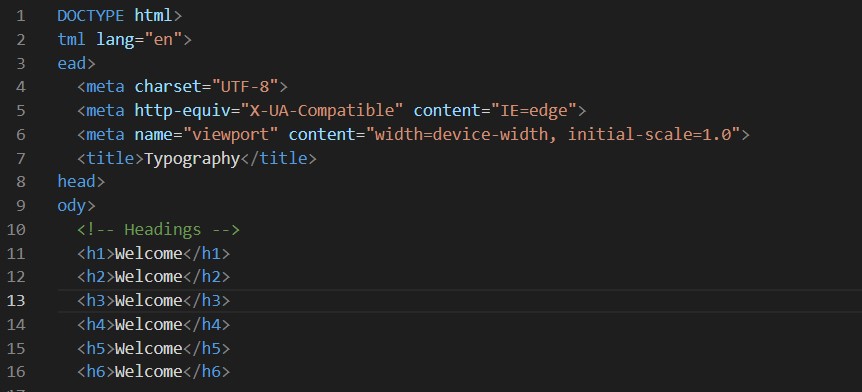 1 DOCTYPE html>
2 tml lang="en">
3 ead>
4 <meta charset="UTF-8">
5 <meta http-equiv="X-UA-Compatible" content="IE=edge">
6 <meta name="viewport" content="width=device-width, initial-scale=1.0">
7 <title>Typography</title>
8 head>
9 ody>
10 <!-- Headings -->
11 <h1>Welcome</h1>
12 <h2>Welcome</h2>
13 <h3>Welcome</h3>
14 <h4>Welcome</h4>
15 <h5>Welcome</h5>
16 <h6>Welcome</h6>